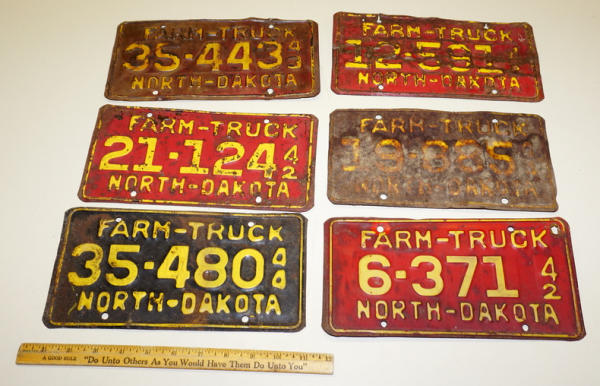 FARM-TRUCK
35-443 43
NORTH-DAKOTA
FARM-TRUCK
NORTH-DAKOTA
FARM-TRUCK
21-124 42
NORTH-DAKOTA
FARM-TRUCK
FARM-TRUCK
35-480
NORTH-DAKOTA
FARM-TRUCK
6-371 42
NORTH-DAKOTA
A GOOD RULE "Do Unto Others As You Would Have Them Do Unto You"